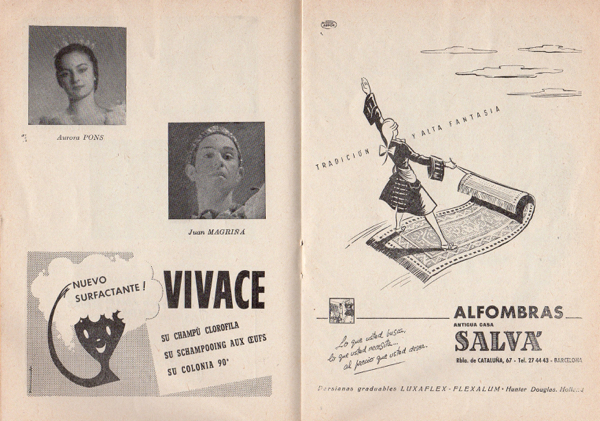 Aurora PONS
Juan MAGRIÑA
NUEVO
SURFACTANTE!
VIVACE
SU CHAMPÚ CLOROFILA
SU SCHAMPOOING AUX ŒUFS
SU COLONIA 90°
TRADICIÓN Y ALTA FANTASIA
Lo que usted busca,
lo que usted necesita...
al precio que usted desea.
ALFOMBRAS
ANTIGUA CASA
SALVÁ
Rbla. de CATALUÑA, 67 - Tel. 27 44 43 - BARCELONA
Persianas graduables LUXAFLEX - FLEXALUM - Hunter Douglas. Holland